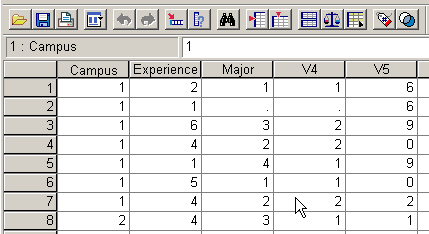 1 : Campus 1
Campus Experience Major V4 V5
1 1 2 1 1 6
2 1 1 . . 6
3 1 6 3 2 9
4 1 4 2 2 0
5 1 1 4 1 9
6 1 5 1 1 0
7 1 4 2 2 2
8 2 4 3 1 1